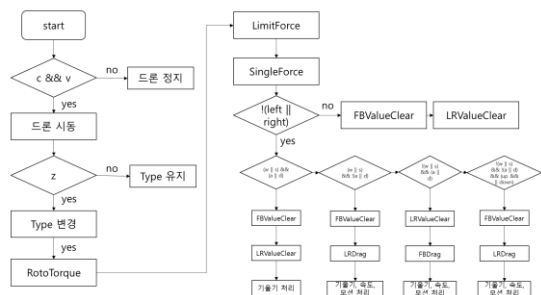 start
c && v
no
드론 정지
yes
드론 시동
z
no
Type 유지
yes
Type 변경
yes
RotoTorque
LimitForce
SingleForce
!(left ||
right)
no
FBValueClear
LRValueClear
yes
(w || s) &&
(a || d)
(w || s)
&& !(a || d)
!(w || s)
&& (a ||
d)
!(w || s)
&& !(a || d)
&& (up
|| down)
FBValueClear
FBValueClear
LRValueClear
FBValueClear
LRValueClear
LRDrag
FBDrag
LRDrag
기울기 처리
기울기, 속도,
모션 처리
기울기, 속도,
모션 처리
기울기, 속도,
모션 처리